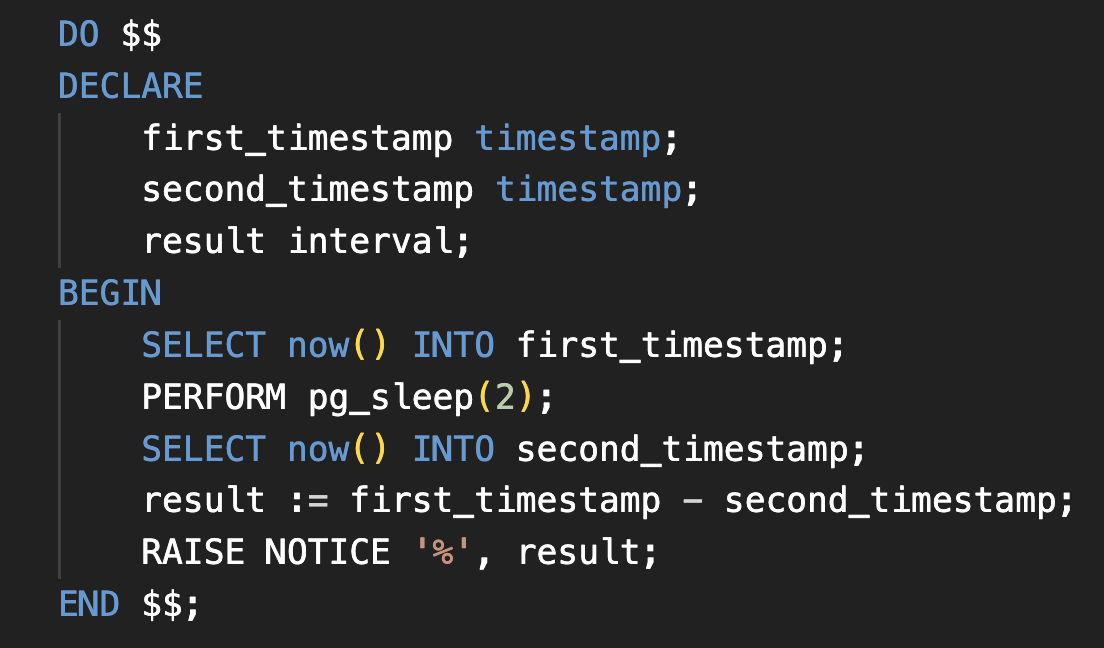 DO $$
DECLARE
    first_timestamp timestamp;
    second_timestamp timestamp;
    result interval;
BEGIN
    SELECT now() INTO first_timestamp;
    PERFORM pg_sleep(2);
    SELECT now() INTO second_timestamp;
    result := first_timestamp - second_timestamp;
    RAISE NOTICE '%', result;
END $$;